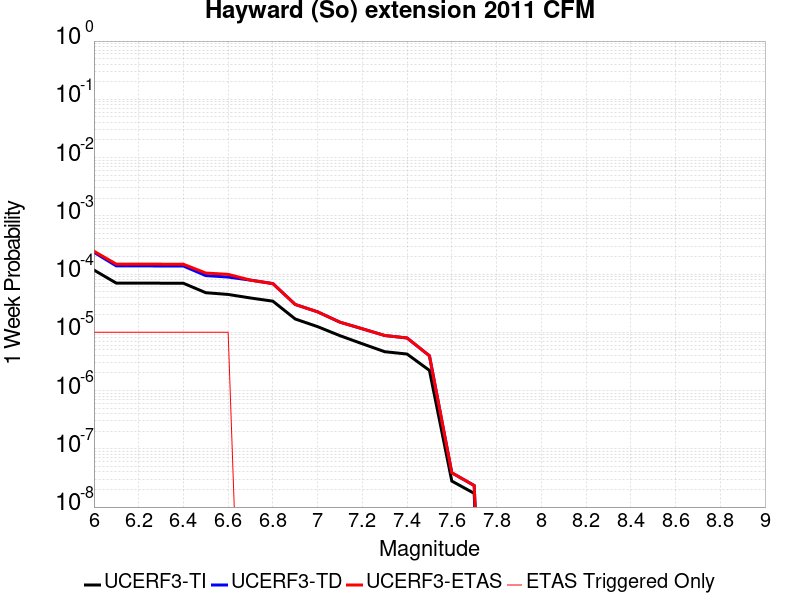 Hayward (So) extension 2011 CFM
10^0
10^-1
10^-2
10^-3
10^-4
10^-5
10^-6
10^-7
10^-8
1 Week Probability
6 6.2 6.4 6.6 6.8 7 7.2 7.4 7.6 7.8 8 8.2 8.4 8.6 8.8 9
Magnitude
UCERF3-TI UCERF3-TD UCERF3-ETAS ETAS Triggered Only